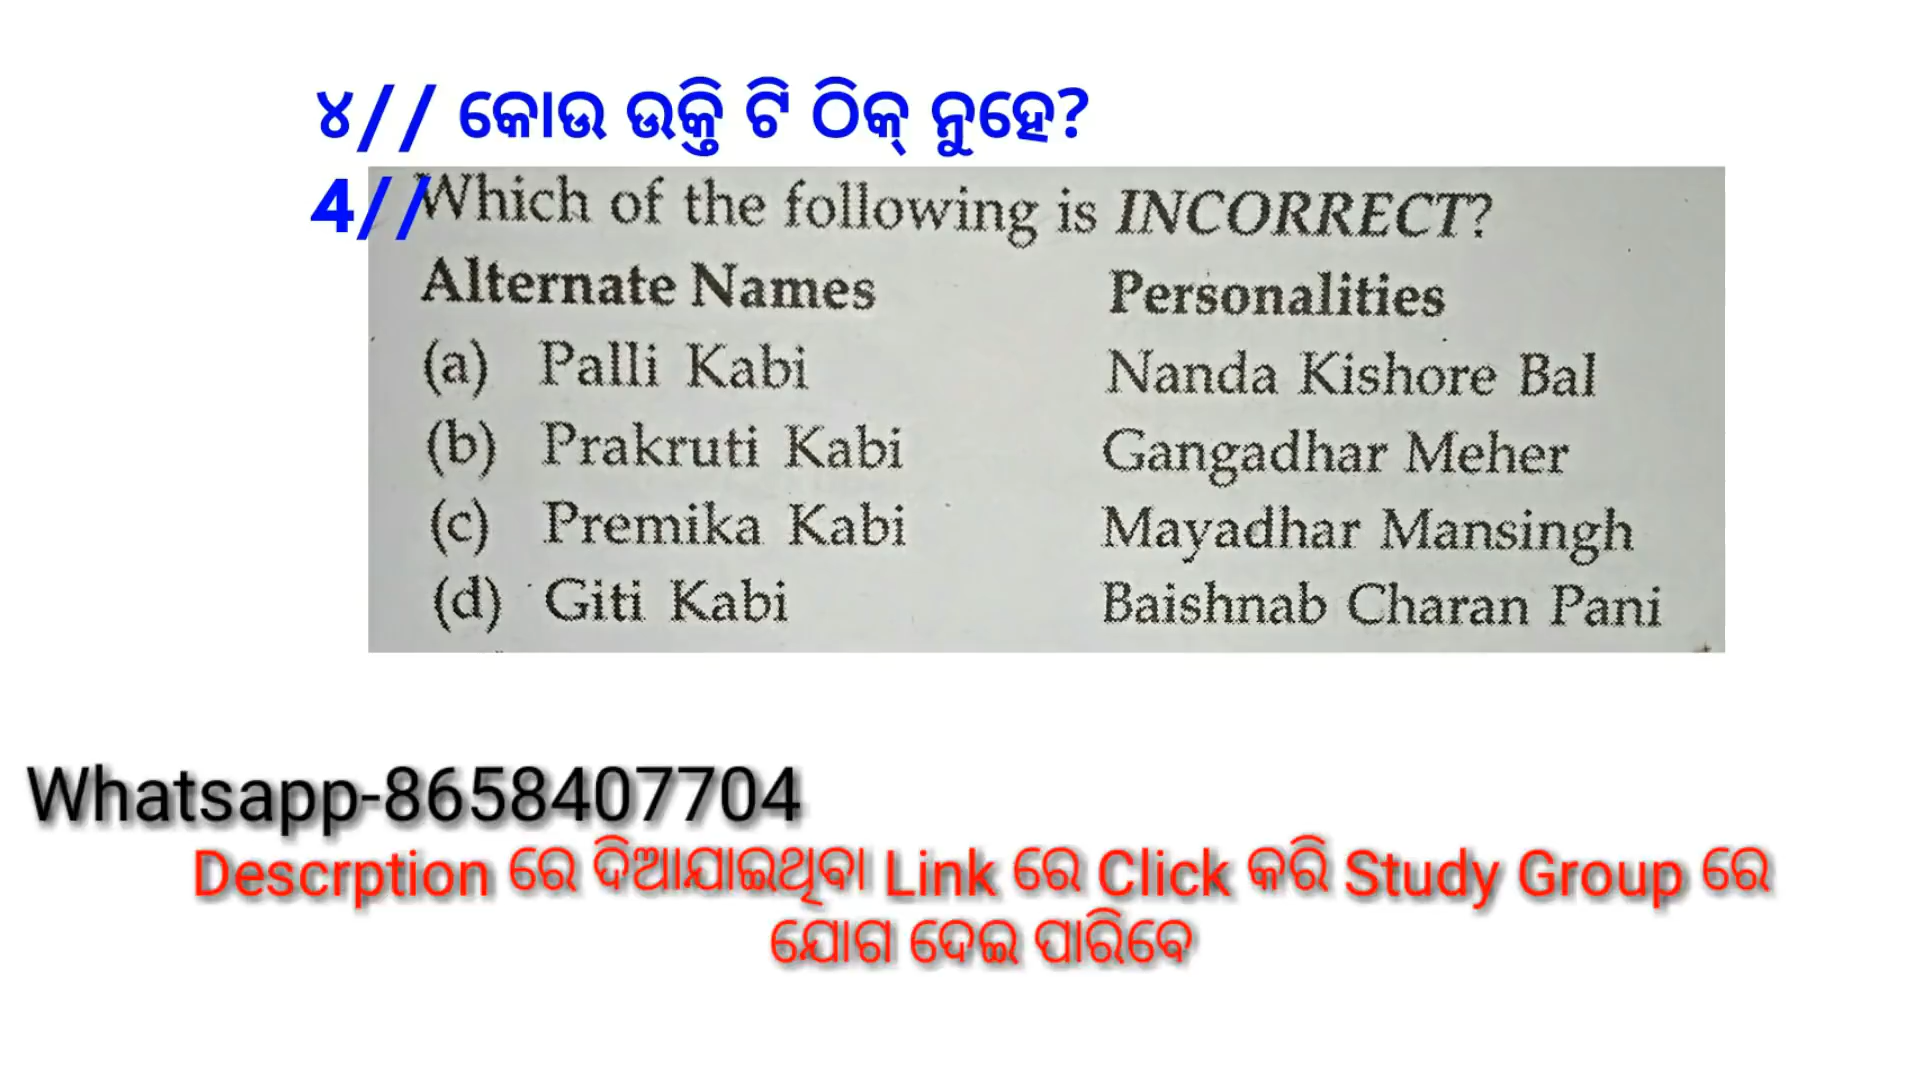 ୪// କୋଉ ଉକ୍ତି ଟି ଠିକ୍ ନୁହେ?
4// Which of the following is INCORRECT?
Alternate Names Personalities
(a) Palli Kabi Nanda Kishore Bal
(b) Prakruti Kabi Gangadhar Meher
(c) Premika Kabi Mayadhar Mansingh
(d) Giti Kabi Baishnab Charan Pani
Whatsapp-8658407704
Descrption ରେ ଦିଆଯାଇଥିବା Link ରେ Click କରି Study Group ରେ
ଯୋଗ ଦେଇ ପାରିବେ